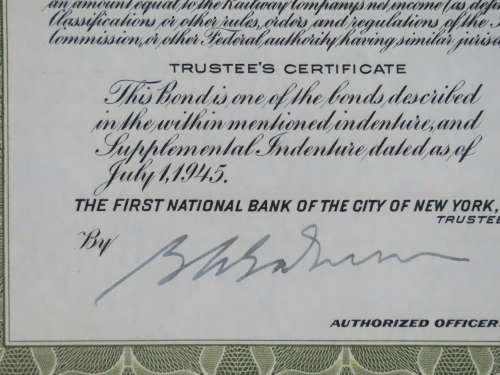 an amount equal to the Railway Company's net income (as defi
Classifications or other rules, orders, and regulations of the I
Commission, or other Federal authority having similar jurisd
TRUSTEE'S CERTIFICATE
This Bond is one of the bonds, described
in the within mentioned indenture, and
Supplemental Indenture dated as of
July 1, 1945.
THE FIRST NATIONAL BANK OF THE CITY OF NEW YORK,
TRUSTEE
By
AUTHORIZED OFFICER.